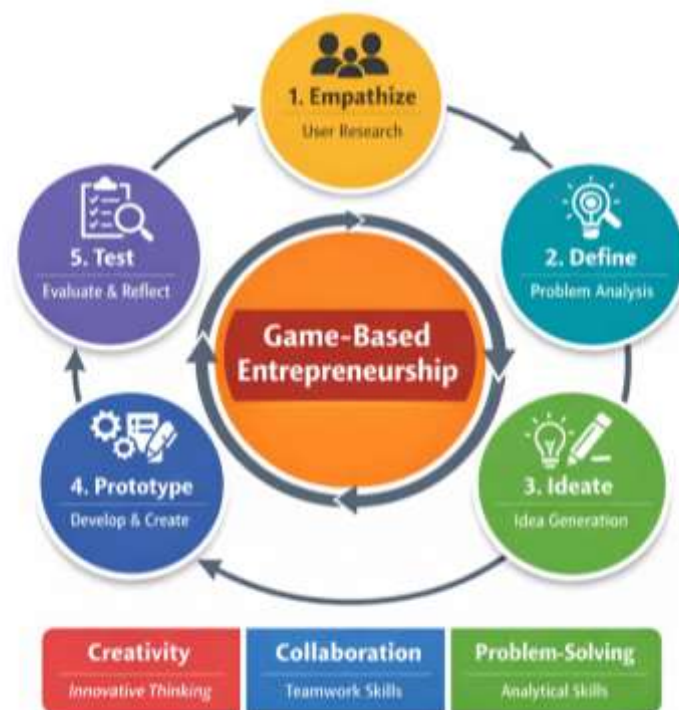 1. Empathize
User Research
2. Define
Problem Analysis
3. Ideate
Idea Generation
4. Prototype
Develop & Create
5. Test
Evaluate & Reflect
Game-Based
Entrepreneurship
Creativity
Innovative Thinking
Collaboration
Teamwork Skills
Problem-Solving
Analytical Skills